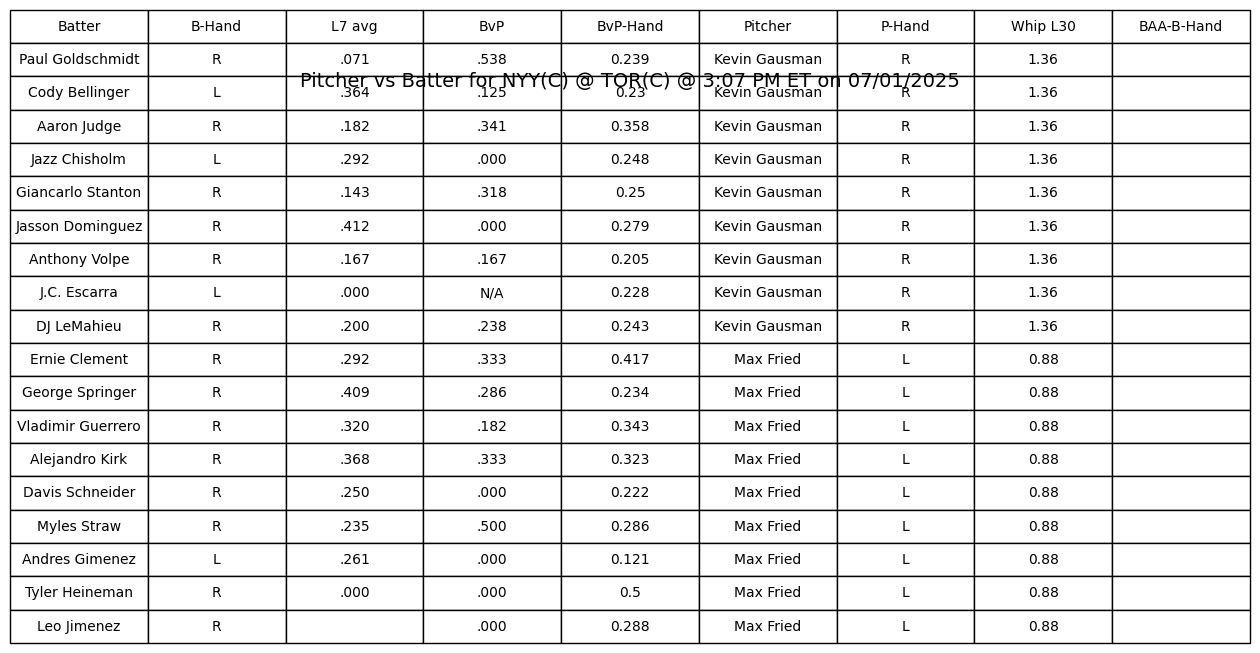 Batter B-Hand L7 avg BvP BvP-Hand Pitcher P-Hand Whip L30 BAA-B-Hand
Paul Goldschmidt R .071 .538 0.239 Kevin Gausman R 1.36
Pitcher vs Batter for NYY(C) @ TOR(C) @ 3:07 PM ET on 07/01/2025
Cody Bellinger L .364 .125 0.23 Kevin Gausman R 1.36
Aaron Judge R .182 .341 0.358 Kevin Gausman R 1.36
Jazz Chisholm L .292 .000 0.248 Kevin Gausman R 1.36
Giancarlo Stanton R .143 .318 0.25 Kevin Gausman R 1.36
Jasson Dominguez R .412 .000 0.279 Kevin Gausman R 1.36
Anthony Volpe R .167 .167 0.205 Kevin Gausman R 1.36
J.C. Escarra L .000 N/A 0.228 Kevin Gausman R 1.36
DJ LeMahieu R .200 .238 0.243 Kevin Gausman R 1.36
Ernie Clement R .292 .333 0.417 Max Fried L 0.88
George Springer R .409 .286 0.234 Max Fried L 0.88
Vladimir Guerrero R .320 .182 0.343 Max Fried L 0.88
Alejandro Kirk R .368 .333 0.323 Max Fried L 0.88
Davis Schneider R .250 .000 0.222 Max Fried L 0.88
Myles Straw R .235 .500 0.286 Max Fried L 0.88
Andres Gimenez L .261 .000 0.121 Max Fried L 0.88
Tyler Heineman R .000 .000 0.5 Max Fried L 0.88
Leo Jimenez R .000 0.288 Max Fried L 0.88